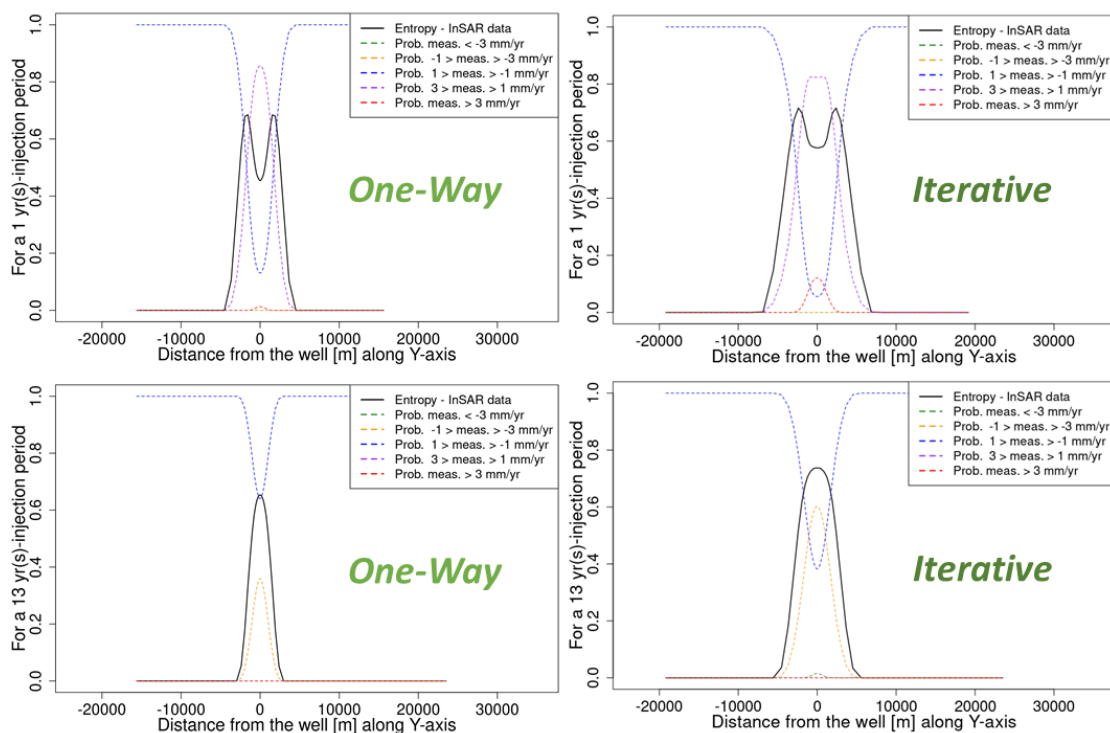 For a 1 yr(s)-injection period
1.0
0.8
0.6
0.4
0.2
0.0
Entropy - InSAR data
Prob. meas. < -3 mm/yr
Prob. -1 > meas. > -3 mm/yr
Prob. 1 > meas. > -1 mm/yr
Prob. 3 > meas. > 1 mm/yr
Prob. meas. > 3 mm/yr
One-Way
-20000 -10000 0 10000 20000 30000
Distance from the well [m] along Y-axis
For a 1 yr(s)-injection period
1.0
0.8
0.6
0.4
0.2
0.0
Entropy - InSAR data
Prob. meas. < -3 mm/yr
Prob. -1 > meas. > -3 mm/yr
Prob. 1 > meas. > -1 mm/yr
Prob. 3 > meas. > 1 mm/yr
Prob. meas. > 3 mm/yr
Iterative
-20000 -10000 0 10000 20000 30000
Distance from the well [m] along Y-axis
For a 13 yr(s)-injection period
1.0
0.8
0.6
0.4
0.2
0.0
Entropy - InSAR data
Prob. meas. < -3 mm/yr
Prob. -1 > meas. > -3 mm/yr
Prob. 1 > meas. > -1 mm/yr
Prob. 3 > meas. > 1 mm/yr
Prob. meas. > 3 mm/yr
One-Way
-20000 -10000 0 10000 20000 30000
Distance from the well [m] along Y-axis
For a 13 yr(s)-injection period
1.0
0.8
0.6
0.4
0.2
0.0
Entropy - InSAR data
Prob. meas. < -3 mm/yr
Prob. -1 > meas. > -3 mm/yr
Prob. 1 > meas. > -1 mm/yr
Prob. 3 > meas. > 1 mm/yr
Prob. meas. > 3 mm/yr
Iterative
-20000 -10000 0 10000 20000 30000
Distance from the well [m] along Y-axis